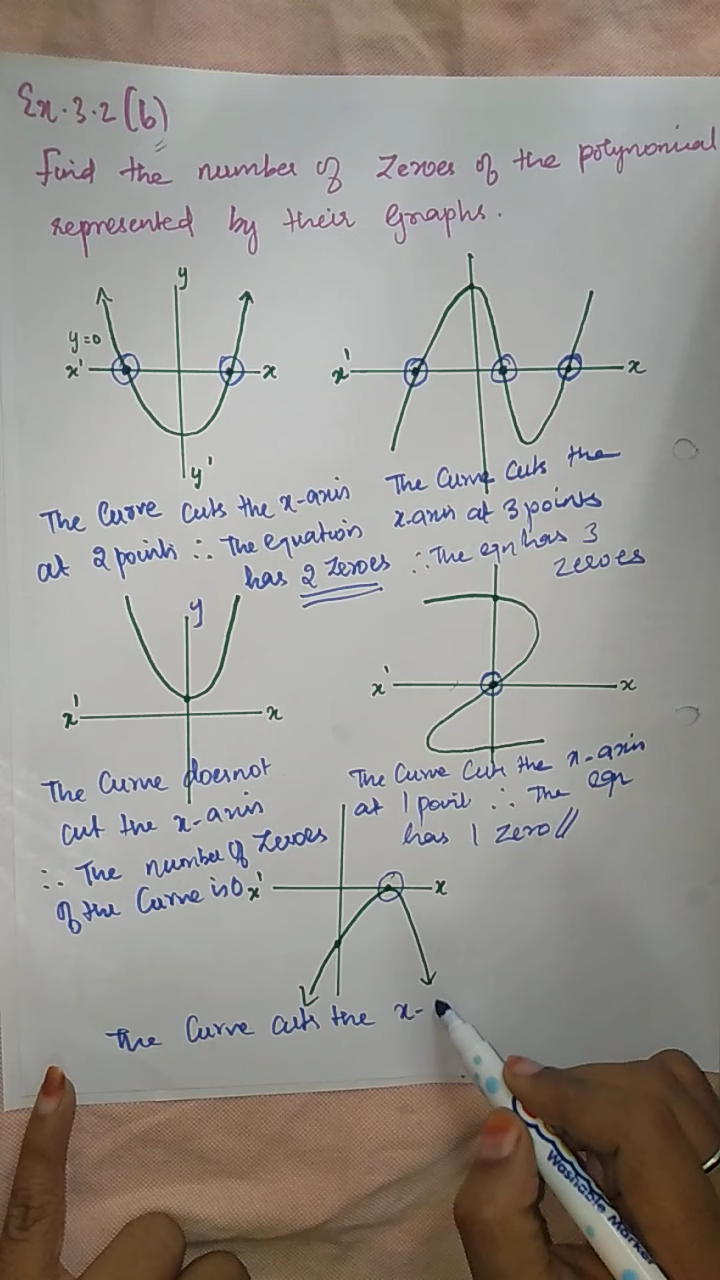 Ex.3.2(b)
Find the number of zeroes of the polynomial
represented by their Graphs.
y
y=0
x'
x
y'
x'
x
The Curve cuts the x-axis
at 2 points ∴ The equation
has 2 zeroes
The Curve Cuts the
x-axis at 3 points
∴ The eqn has 3
zeroes
y
x'
x
x'
x
The Curve doesnot
cut the x-axis
∴ The number of Zeroes
of the Curve is 0
The Curve Cuts the x-axis
at 1 point ∴ The eqn
has 1 zero //
x'
x
The Curve cuts the x-
Washable Marker